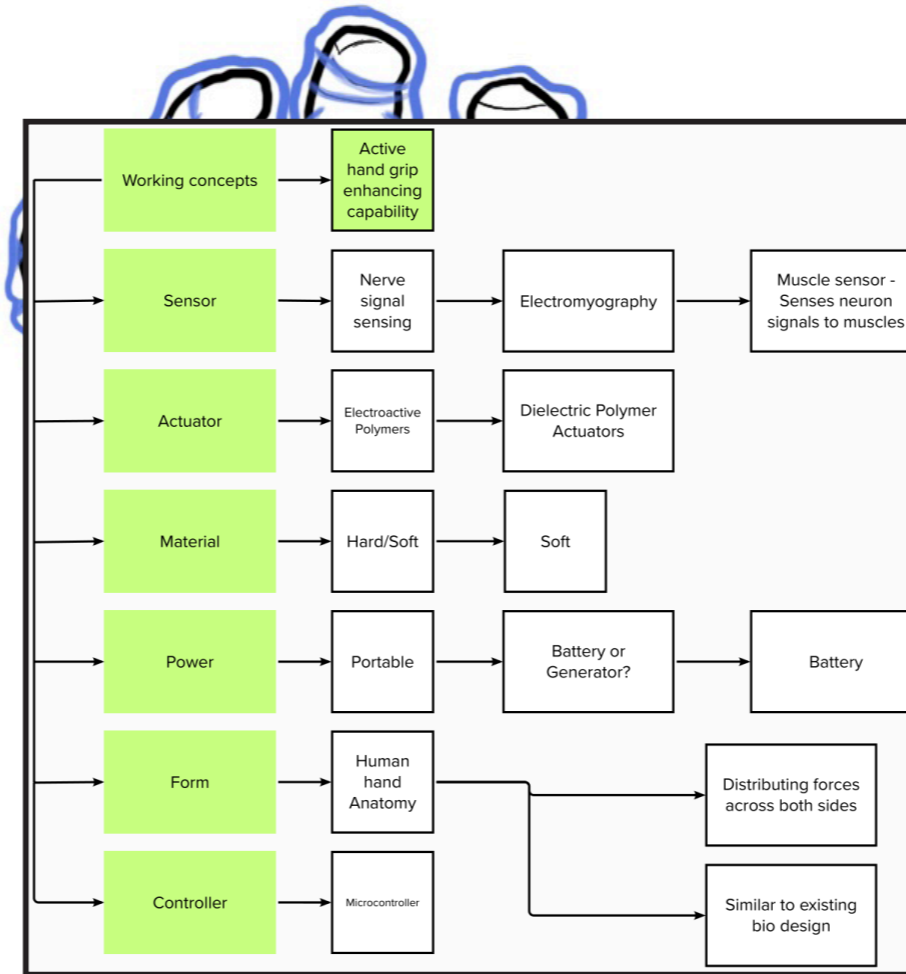 Working concepts
Active
hand grip
enhancing
capability
Sensor
Nerve
signal
sensing
Electromyography
Muscle sensor -
Senses neuron
signals to muscles
Actuator
Electroactive
Polymers
Dielectric Polymer
Actuators
Material
Hard/Soft
Soft
Power
Portable
Battery or
Generator?
Battery
Form
Human
hand
Anatomy
Distributing forces
across both sides
Controller
Microcontroller
Similar to existing
bio design